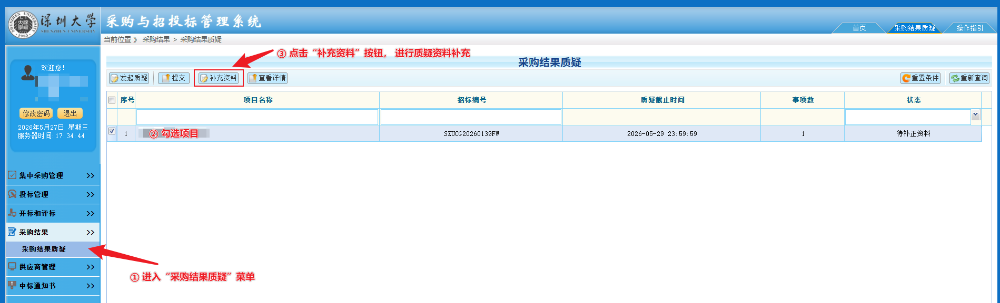 深圳大学
SHENZHEN UNIVERSITY
1983
采购与招投标管理系统
首页
采购结果质疑
操作指引
当前位置 》 采购结果 > 采购结果质疑
欢迎您！
修改密码
退出
2026年5月27日 星期三
服务器时间:17:34:44
集中采购管理 >>
投标管理 >>
开标和评标 >>
采购结果 >>
采购结果质疑
供应商管理 >>
中标通知书 >>
③ 点击“补充资料”按钮，进行质疑资料补充
采购结果质疑
发起质疑
提交
补充资料
查看详情
重置条件
重新查询
序号 项目名称 招标编号 质疑截止时间 事项数 状态
1 ② 勾选项目 SZUCG20260139FW 2026-05-29 23:59:59 1 待补正资料
① 进入“采购结果质疑”菜单